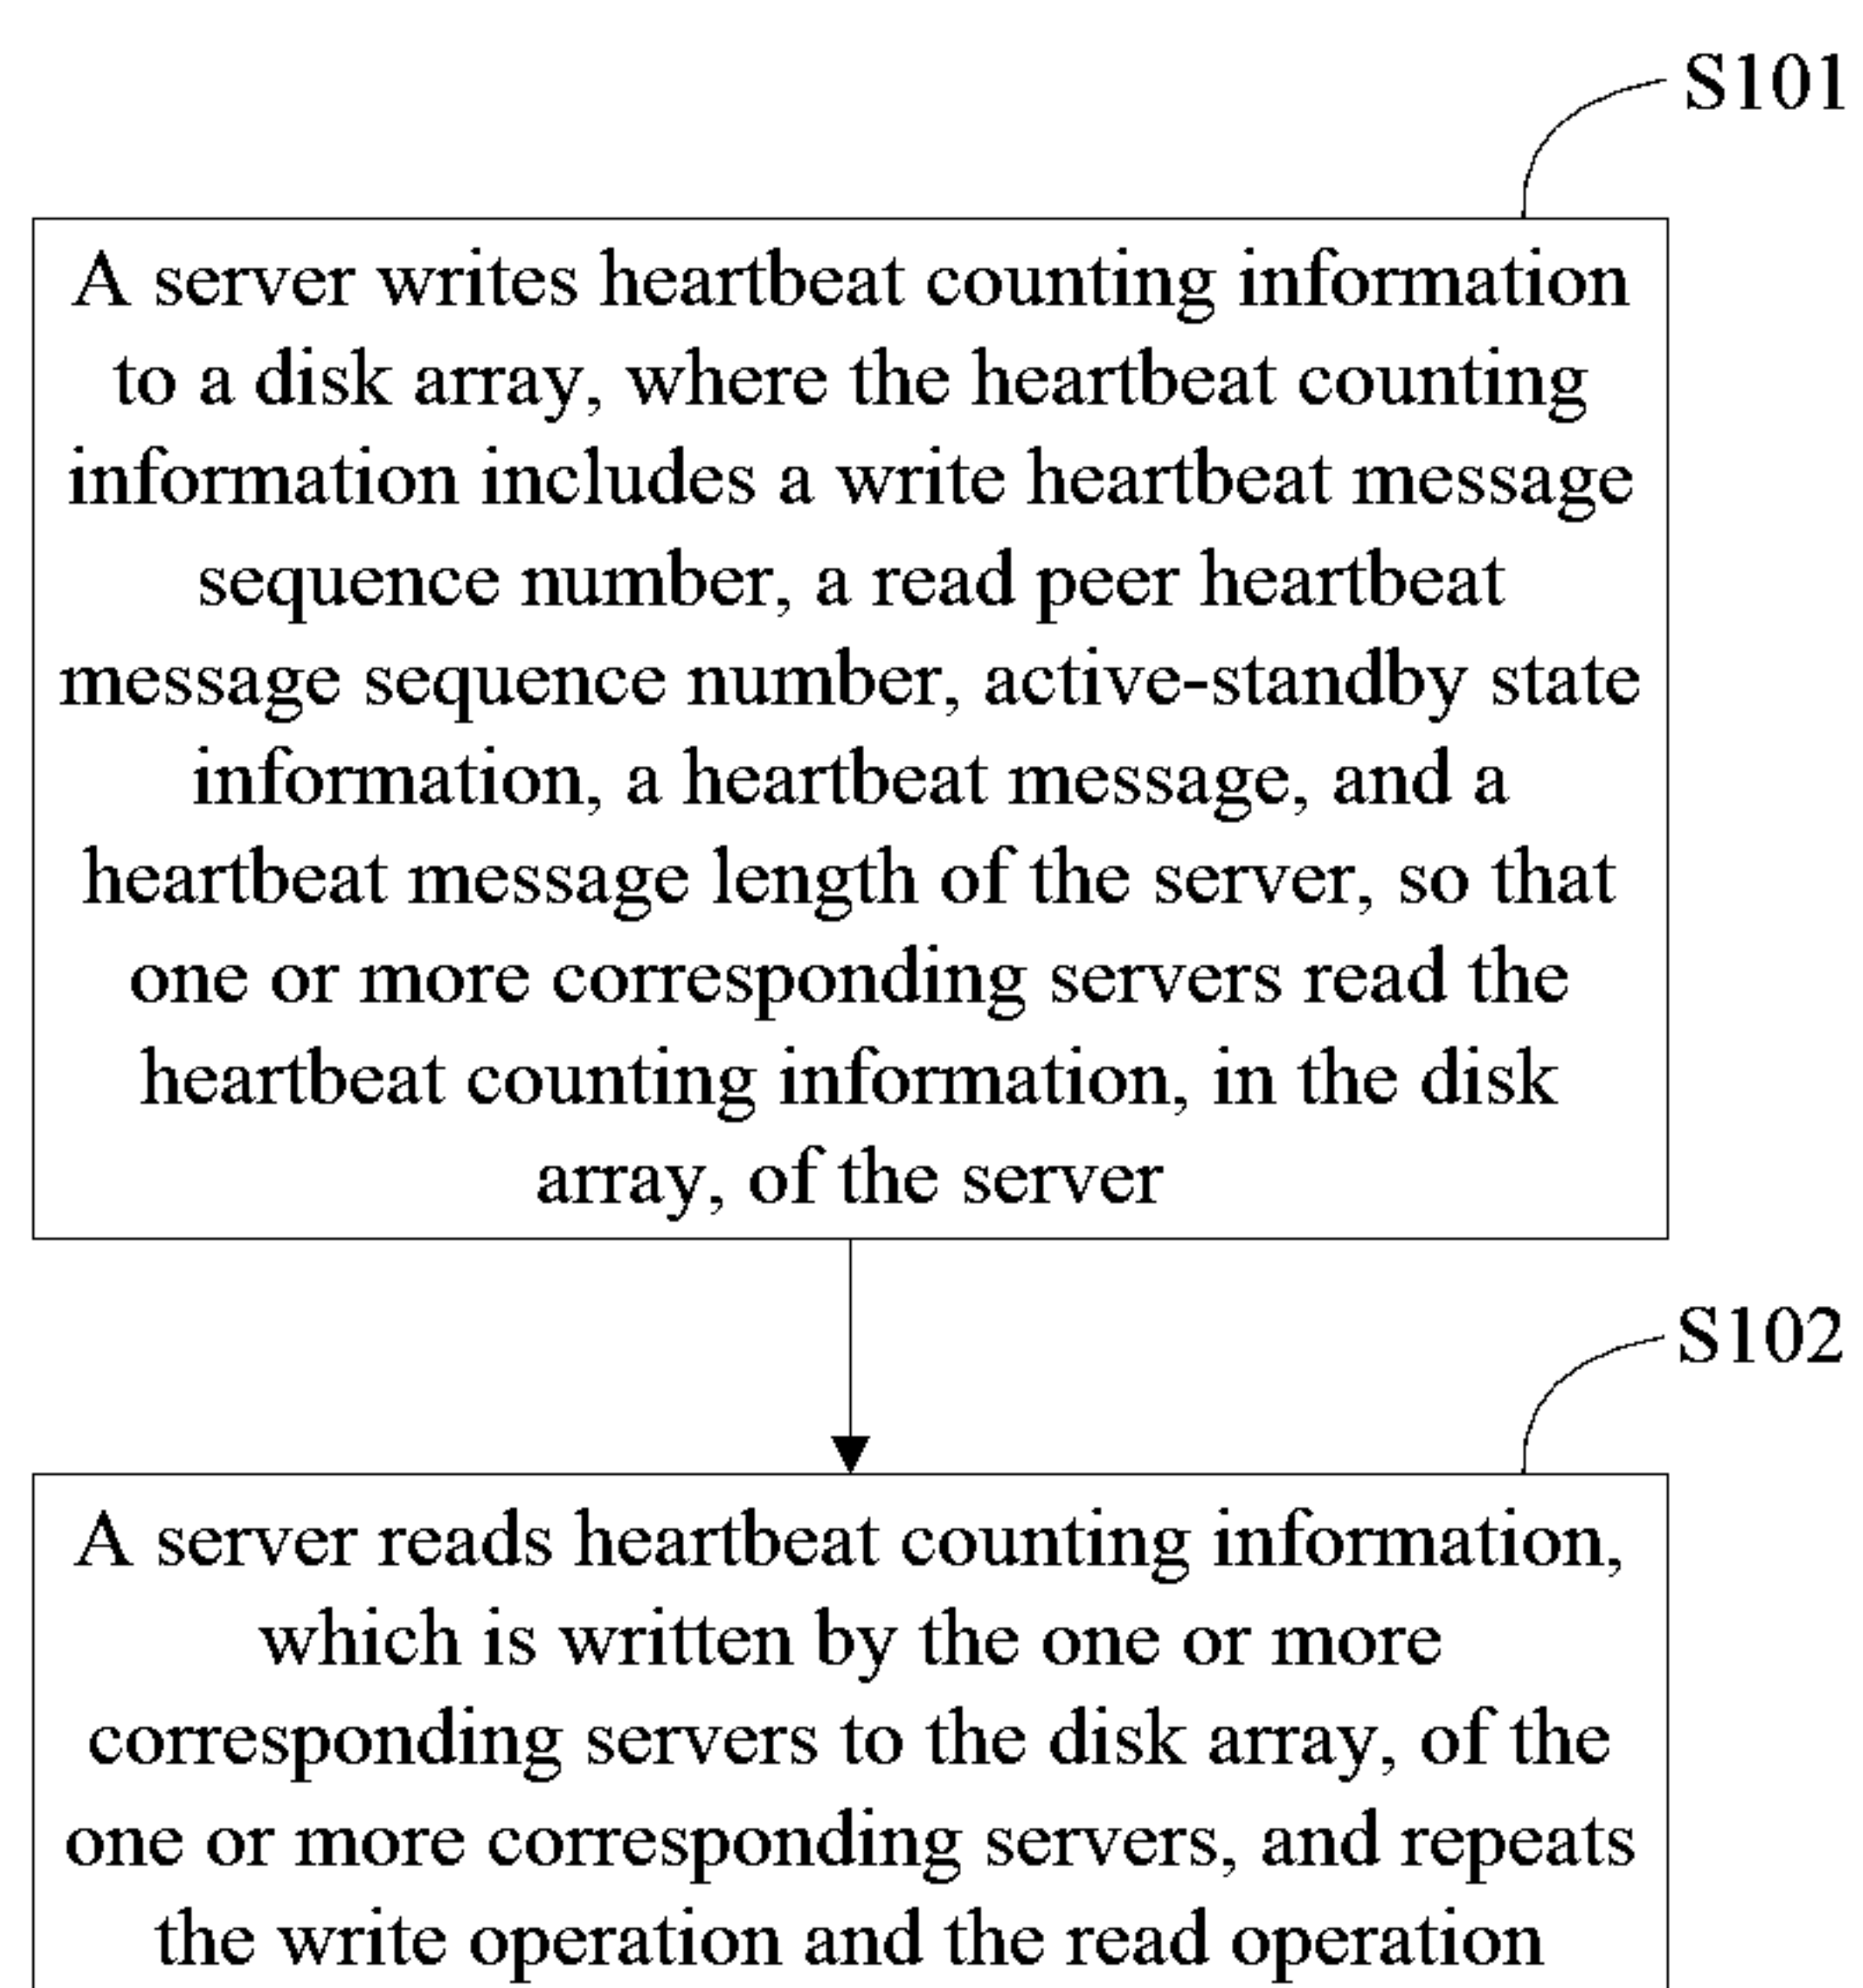 S101
A server writes heartbeat counting information
to a disk array, where the heartbeat counting
information includes a write heartbeat message
sequence number, a read peer heartbeat
message sequence number, active-standby state
information, a heartbeat message, and a
heartbeat message length of the server, so that
one or more corresponding servers read the
heartbeat counting information, in the disk
array, of the server
S102
A server reads heartbeat counting information,
which is written by the one or more
corresponding servers to the disk array, of the
one or more corresponding servers, and repeats
the write operation and the read operation